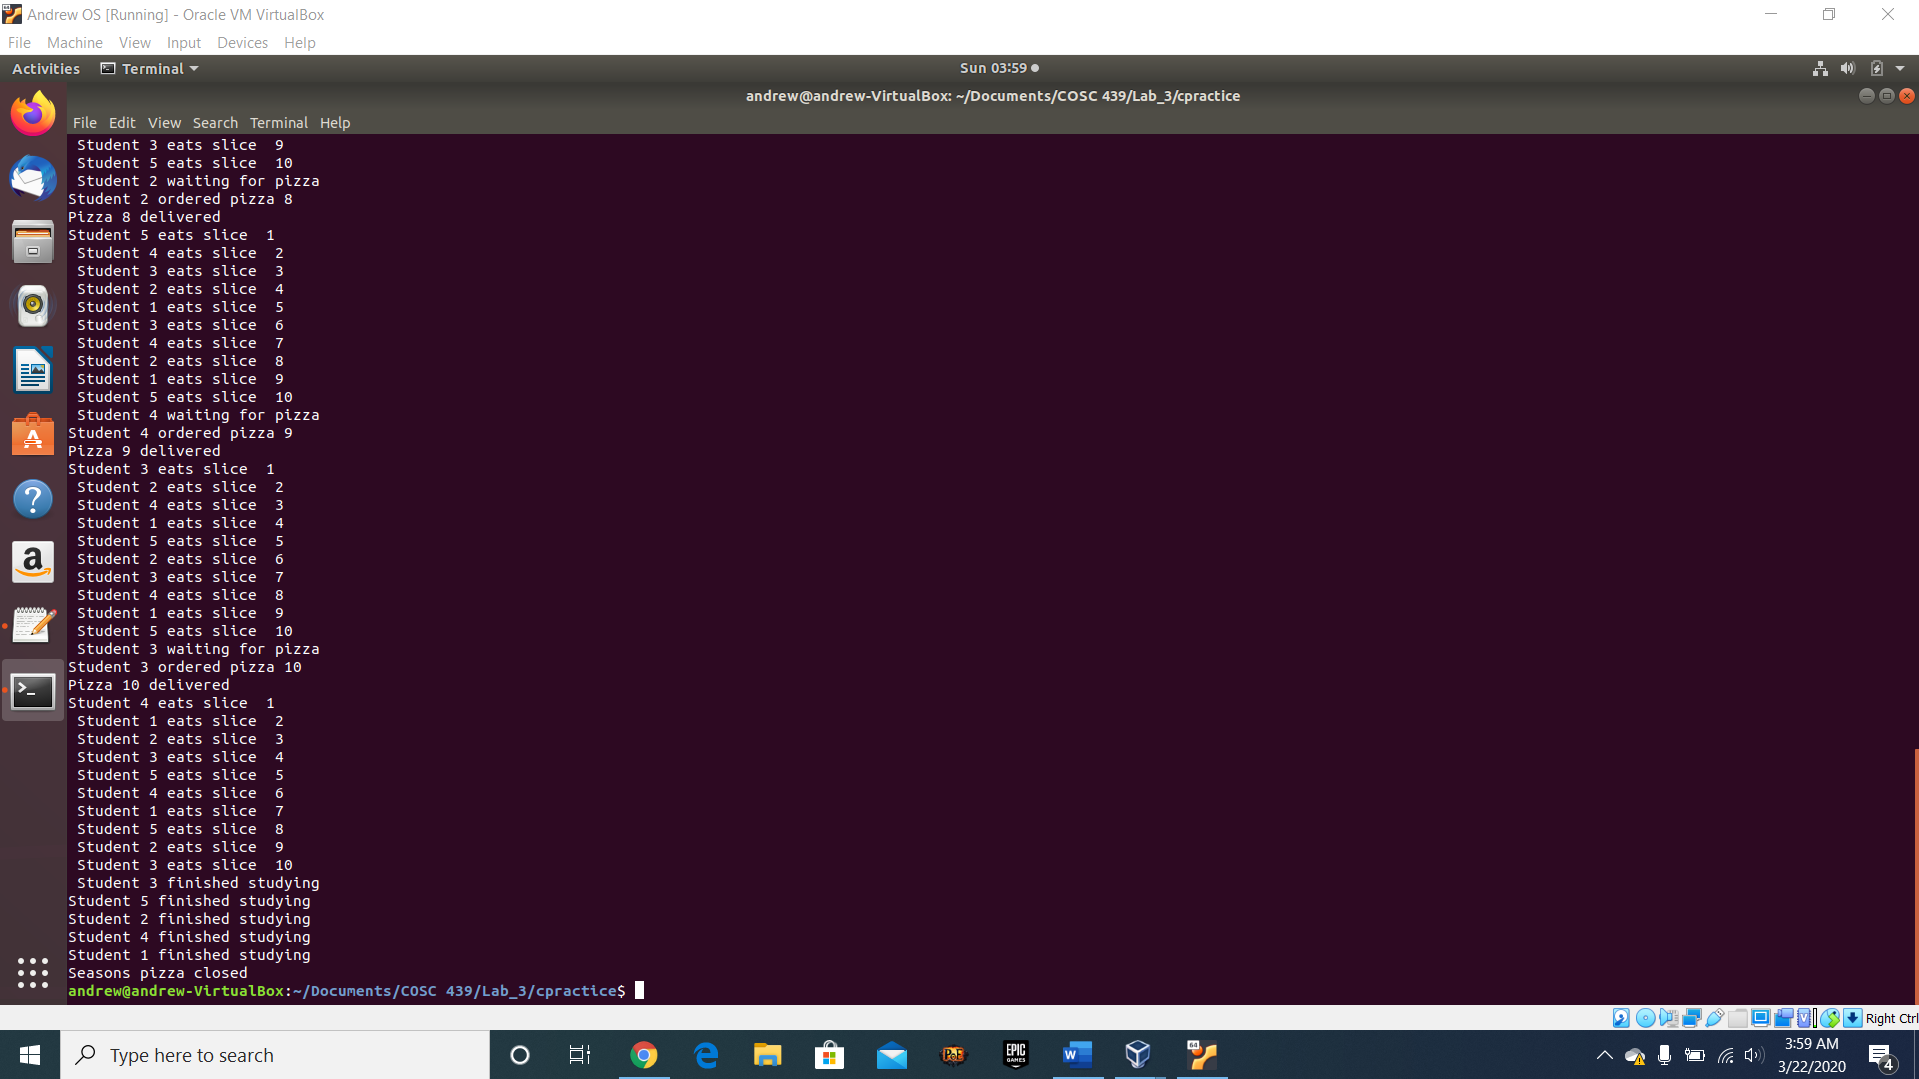 Andrew OS [Running] - Oracle VM VirtualBox
File Machine View Input Devices Help
Activities Terminal Sun 03:59
andrew@andrew-VirtualBox: ~/Documents/COSC 439/Lab_3/cpractice
File Edit View Search Terminal Help
Student 3 eats slice  9
Student 5 eats slice  10
Student 2 waiting for pizza
Student 2 ordered pizza 8
Pizza 8 delivered
Student 5 eats slice  1
Student 4 eats slice  2
Student 3 eats slice  3
Student 2 eats slice  4
Student 1 eats slice  5
Student 3 eats slice  6
Student 4 eats slice  7
Student 2 eats slice  8
Student 1 eats slice  9
Student 5 eats slice  10
Student 4 waiting for pizza
Student 4 ordered pizza 9
Pizza 9 delivered
Student 3 eats slice  1
Student 2 eats slice  2
Student 4 eats slice  3
Student 1 eats slice  4
Student 5 eats slice  5
Student 2 eats slice  6
Student 3 eats slice  7
Student 4 eats slice  8
Student 1 eats slice  9
Student 5 eats slice  10
Student 3 waiting for pizza
Student 3 ordered pizza 10
Pizza 10 delivered
Student 4 eats slice  1
Student 1 eats slice  2
Student 2 eats slice  3
Student 3 eats slice  4
Student 5 eats slice  5
Student 4 eats slice  6
Student 1 eats slice  7
Student 5 eats slice  8
Student 2 eats slice  9
Student 3 eats slice  10
Student 3 finished studying
Student 5 finished studying
Student 2 finished studying
Student 4 finished studying
Student 1 finished studying
Seasons pizza closed
andrew@andrew-VirtualBox:~/Documents/COSC 439/Lab_3/cpractice$
Right Ctrl
Type here to search
EPIC GAMES
64
3:59 AM
3/22/2020
4